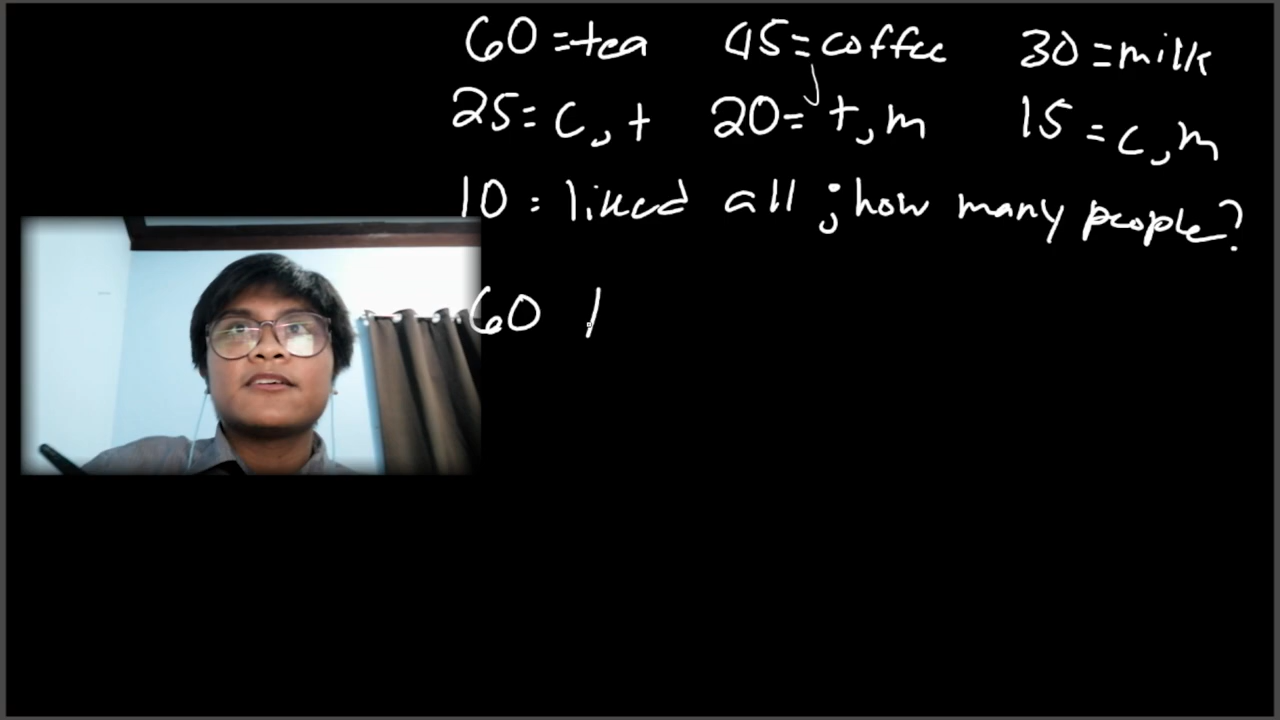 60 = tea 45 = coffee 30 = milk
25 = c, t 20 = t, m 15 = c, m
10 = liked all ; how many people?
60